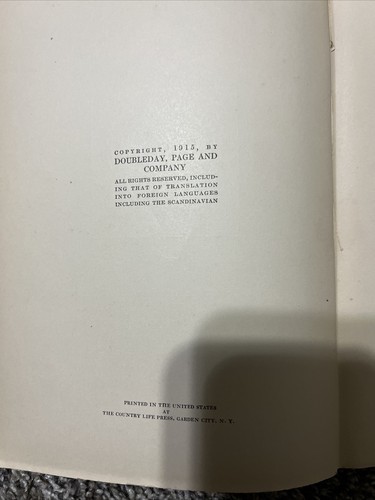 COPYRIGHT, 1915, BY
DOUBLEDAY, PAGE AND
COMPANY
ALL RIGHTS RESERVED, INCLUD-
ING THAT OF TRANSLATION
INTO FOREIGN LANGUAGES
INCLUDING THE SCANDINAVIAN
PRINTED IN THE UNITED STATES
AT
THE COUNTRY LIFE PRESS, GARDEN CITY, N. Y.